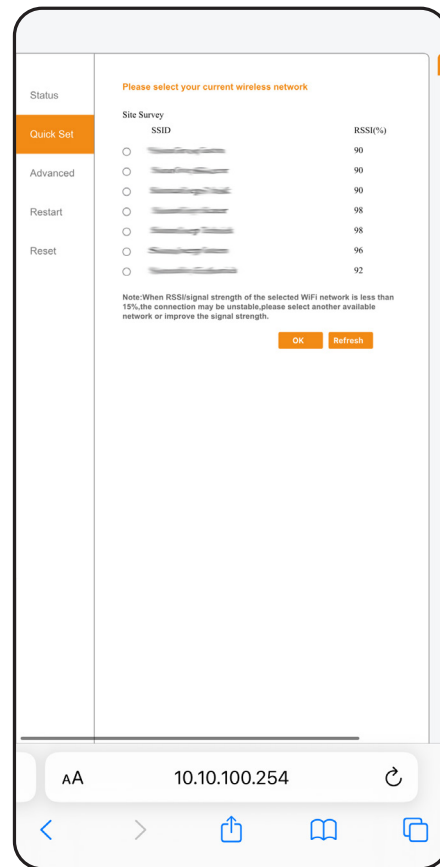 Status
Quick Set
Advanced
Restart
Reset
Please select your current wireless network
Site Survey
SSID RSSI(%)
90
90
90
98
98
96
92
Note:When RSSI/signal strength of the selected WiFi network is less than
15%,the connection may be unstable,please select another available
network or improve the signal strength.
OK Refresh
AA 10.10.100.254